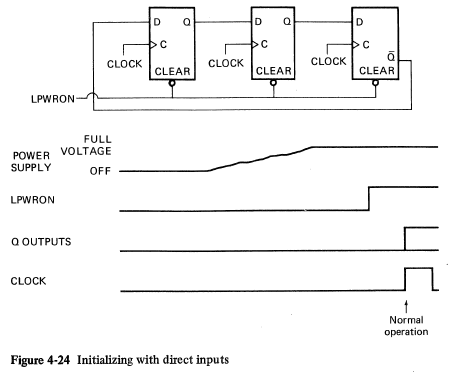 D Q D Q D
C C C Q̄
CLOCK CLOCK CLOCK
CLEAR CLEAR CLEAR
LPWRON
FULL
VOLTAGE
POWER
SUPPLY
OFF
LPWRON
Q OUTPUTS
CLOCK
Normal
operation
Figure 4-24 Initializing with direct inputs